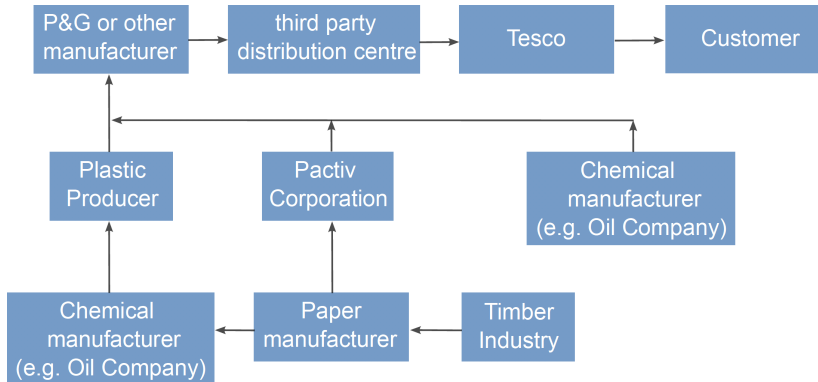 P&G or other
manufacturer
third party
distribution centre
Tesco
Customer
Plastic
Producer
Pactiv
Corporation
Chemical
manufacturer
(e.g. Oil Company)
Chemical
manufacturer
(e.g. Oil Company)
Paper
manufacturer
Timber
Industry